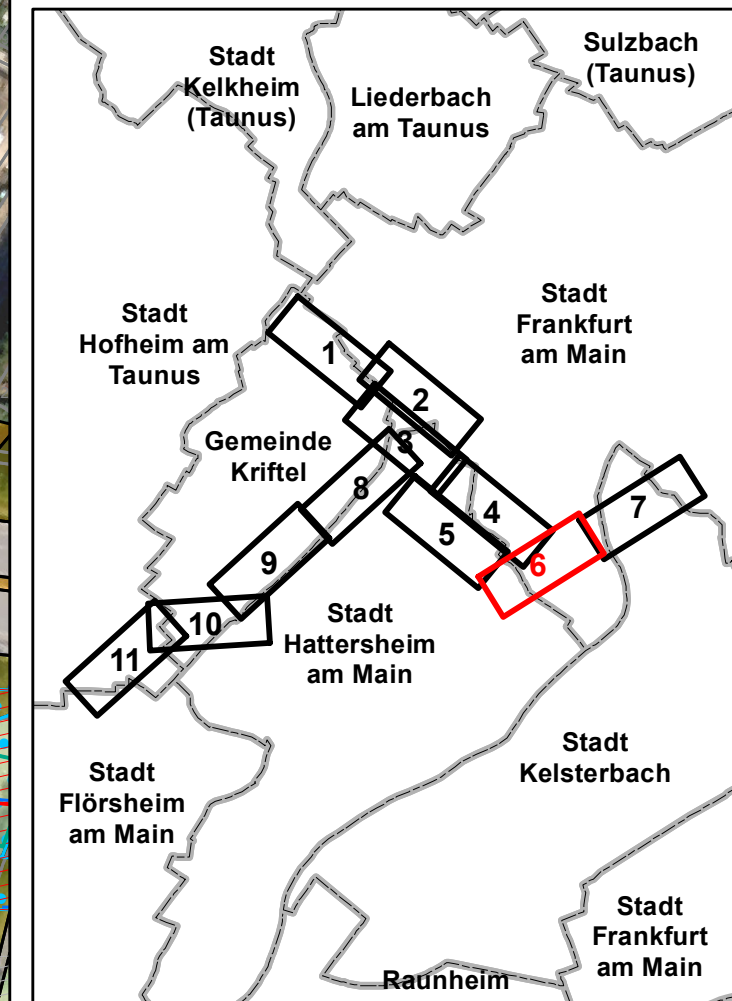 Stadt
Kelkheim
(Taunus)
Liederbach
am Taunus
Sulzbach
(Taunus)
Stadt
Hofheim am
Taunus
Stadt
Frankfurt
am Main
1
2
Gemeinde
Kriftel
3
8
4
7
5
6
9
10
Stadt
Hattersheim
am Main
11
Stadt
Kelsterbach
Stadt
Flörsheim
am Main
Stadt
Frankfurt
am Main
Raunheim